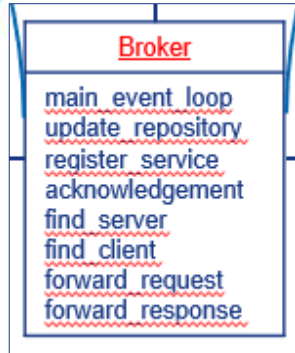 Broker
main_event_loop
update_repository
register_service
acknowledgement
find_server
find_client
forward_request
forward_response